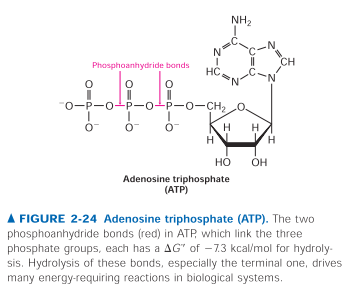 NH₂
C
N
C
N
CH
HC
N
C
N
Phosphoanhydride bonds
O O O
⁻O—P—O—P—O—P—O—CH₂
O
O⁻ O⁻ O⁻
H H
H H
HO OH
Adenosine triphosphate
(ATP)
▲ FIGURE 2-24 Adenosine triphosphate (ATP). The two
phosphoanhydride bonds (red) in ATP, which link the three
phosphate groups, each has a ΔG°′ of −7.3 kcal/mol for hydroly-
sis. Hydrolysis of these bonds, especially the terminal one, drives
many energy-requiring reactions in biological systems.